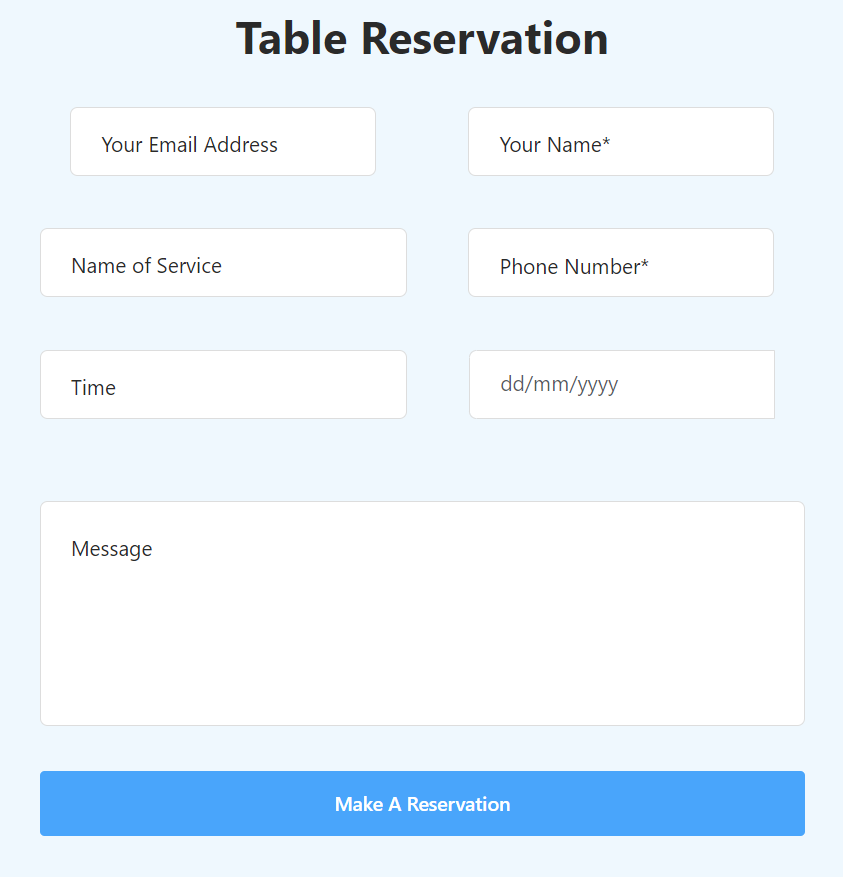 Table Reservation
Your Email Address
Your Name*
Name of Service
Phone Number*
Time
dd/mm/yyyy
Message
Make A Reservation